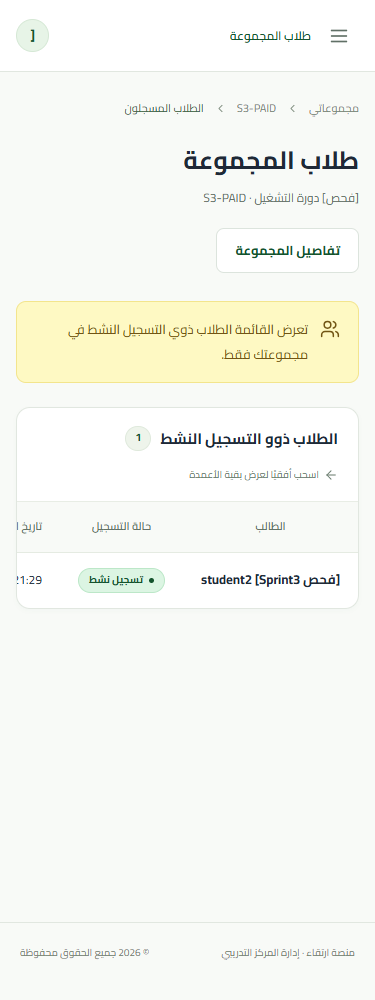 طلاب المجموعة
[
مجموعاتي > S3-PAID > الطلاب المسجلون
طلاب المجموعة
[فحص] دورة التشغيل · S3-PAID
تفاصيل المجموعة
تعرض القائمة الطلاب ذوي التسجيل النشط في
مجموعتك فقط.
الطلاب ذوو التسجيل النشط 1
← اسحب أفقيًا لعرض بقية الأعمدة
الطالب حالة التسجيل تاريخ
[فحص Sprint3] student2 تسجيل نشط 21:29
منصة ارتقاء · إدارة المركز التدريبي
© 2026 جميع الحقوق محفوظة